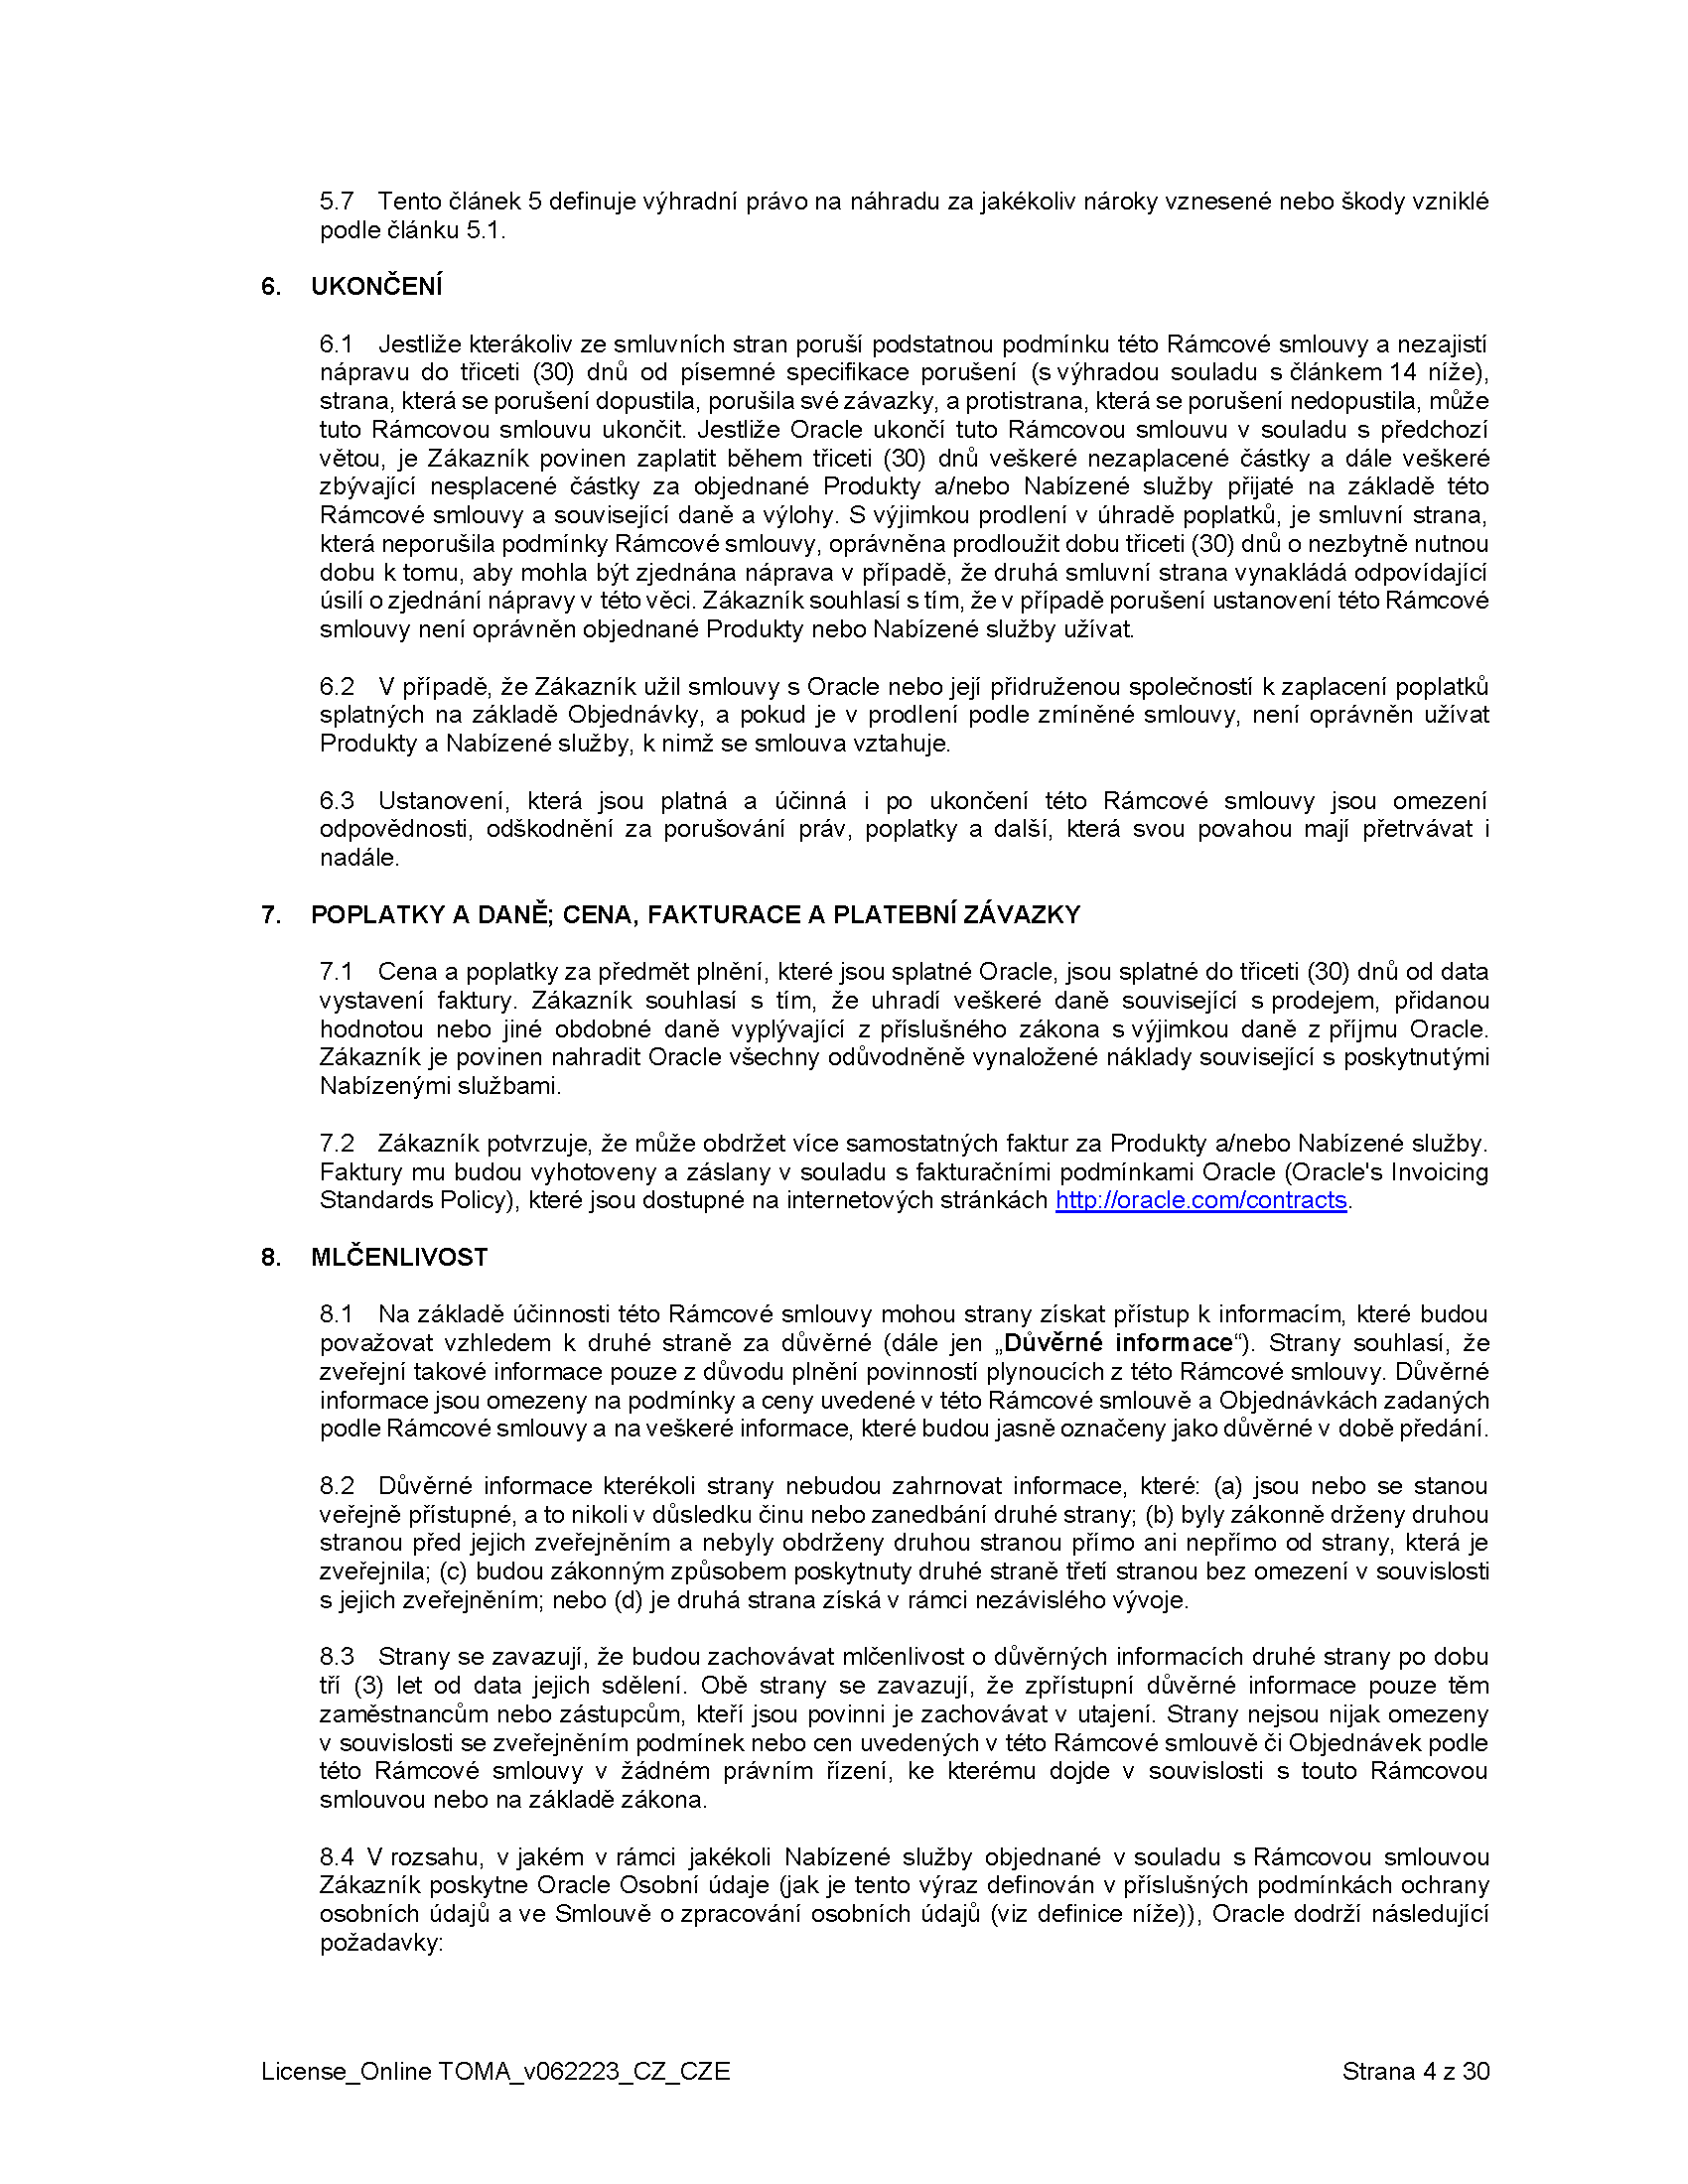 5.7 Tento článek 5 definuje výhradní právo na náhradu za jakékoliv nároky vznesené nebo škody vzniklé
podle článku 5.1.
6. UKONČENÍ
6.1 Jestliže kterákoliv ze smluvních stran poruší podstatnou podmínku této Rámcové smlouvy a nezajistí
nápravu do třiceti (30) dnů od písemné specifikace porušení (s výhradou souladu s článkem 14 níže),
strana, která se porušení dopustila, porušila své závazky, a protistrana, která se porušení nedopustila, může
tuto Rámcovou smlouvu ukončit. Jestliže Oracle ukončí tuto Rámcovou smlouvu v souladu s předchozí
větou, je Zákazník povinen zaplatit během třiceti (30) dnů veškeré nezaplacené částky a dále veškeré
zbývající nesplacené částky za objednané Produkty a/nebo Nabízené služby přijaté na základě této
Rámcové smlouvy a související daně a výlohy. S výjimkou prodlení v úhradě poplatků, je smluvní strana,
která neporušila podmínky Rámcové smlouvy, oprávněna prodloužit dobu třiceti (30) dnů o nezbytně nutnou
dobu k tomu, aby mohla být zjednána náprava v případě, že druhá smluvní strana vynakládá odpovídající
úsilí o zjednání nápravy v této věci. Zákazník souhlasí s tím, že v případě porušení ustanovení této Rámcové
smlouvy není oprávněn objednané Produkty nebo Nabízené služby užívat.
6.2 V případě, že Zákazník užil smlouvy s Oracle nebo její přidruženou společností k zaplacení poplatků
splatných na základě Objednávky, a pokud je v prodlení podle zmíněné smlouvy, není oprávněn užívat
Produkty a Nabízené služby, k nimž se smlouva vztahuje.
6.3 Ustanovení, která jsou platná a účinná i po ukončení této Rámcové smlouvy jsou omezení
odpovědnosti, odškodnění za porušování práv, poplatky a další, která svou povahou mají přetrvávat i
nadále.
7. POPLATKY A DANĚ; CENA, FAKTURACE A PLATEBNÍ ZÁVAZKY
7.1 Cena a poplatky za předmět plnění, které jsou splatné Oracle, jsou splatné do třiceti (30) dnů od data
vystavení faktury. Zákazník souhlasí s tím, že uhradí veškeré daně související s prodejem, přidanou
hodnotou nebo jiné obdobné daně vyplývající z příslušného zákona s výjimkou daně z příjmu Oracle.
Zákazník je povinen nahradit Oracle všechny odůvodněně vynaložené náklady související s poskytnutými
Nabízenými službami.
7.2 Zákazník potvrzuje, že může obdržet více samostatných faktur za Produkty a/nebo Nabízené služby.
Faktury mu budou vyhotoveny a záslany v souladu s fakturačními podmínkami Oracle (Oracle's Invoicing
Standards Policy), které jsou dostupné na internetových stránkách http://oracle.com/contracts.
8. MLČENLIVOST
8.1 Na základě účinnosti této Rámcové smlouvy mohou strany získat přístup k informacím, které budou
považovat vzhledem k druhé straně za důvěrné (dále jen „Důvěrné informace“). Strany souhlasí, že
zveřejní takové informace pouze z důvodu plnění povinností plynoucích z této Rámcové smlouvy. Důvěrné
informace jsou omezeny na podmínky a ceny uvedené v této Rámcové smlouvě a Objednávkách zadaných
podle Rámcové smlouvy a na veškeré informace, které budou jasně označeny jako důvěrné v době předání.
8.2 Důvěrné informace kterékoli strany nebudou zahrnovat informace, které: (a) jsou nebo se stanou
veřejně přístupné, a to nikoli v důsledku činu nebo zanedbání druhé strany; (b) byly zákonně drženy druhou
stranou před jejich zveřejněním a nebyly obdrženy druhou stranou přímo ani nepřímo od strany, která je
zveřejnila; (c) budou zákonným způsobem poskytnuty druhé straně třetí stranou bez omezení v souvislosti
s jejich zveřejněním; nebo (d) je druhá strana získá v rámci nezávislého vývoje.
8.3 Strany se zavazují, že budou zachovávat mlčenlivost o důvěrných informacích druhé strany po dobu
tří (3) let od data jejich sdělení. Obě strany se zavazují, že zpřístupní důvěrné informace pouze těm
zaměstnancům nebo zástupcům, kteří jsou povinni je zachovávat v utajení. Strany nejsou nijak omezeny
v souvislosti se zveřejněním podmínek nebo cen uvedených v této Rámcové smlouvě či Objednávek podle
této Rámcové smlouvy v žádném právním řízení, ke kterému dojde v souvislosti s touto Rámcovou
smlouvou nebo na základě zákona.
8.4 V rozsahu, v jakém v rámci jakékoli Nabízené služby objednané v souladu s Rámcovou smlouvou
Zákazník poskytne Oracle Osobní údaje (jak je tento výraz definován v příslušných podmínkách ochrany
osobních údajů a ve Smlouvě o zpracování osobních údajů (viz definice níže)), Oracle dodrží následující
požadavky:
License_Online TOMA_v062223_CZ_CZE Strana 4 z 30